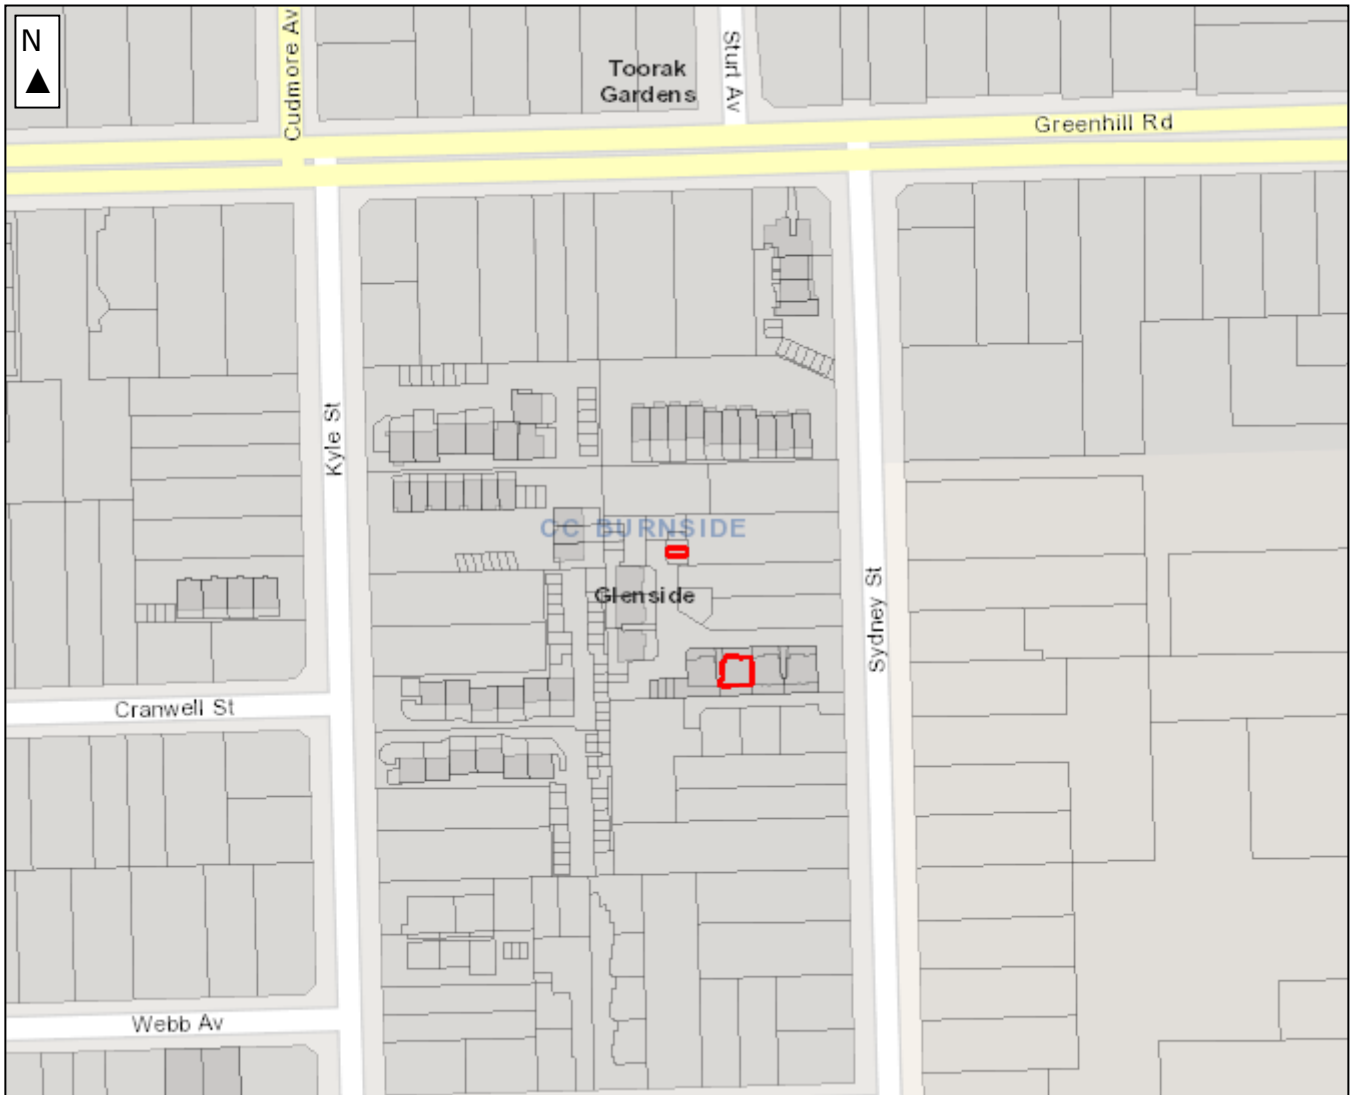 N
Cudmore Av
Toorak
Gardens
Sturt Av
Greenhill Rd
Kyle St
CC BURNSIDE
Glenside
Sydney St
Cranwell St
Webb Av